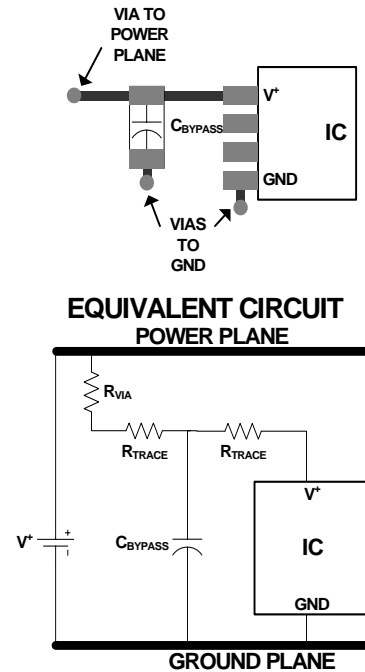 VIA TO
POWER
PLANE
V+
CBYPASS
IC
GND
VIAS
TO
GND
EQUIVALENT CIRCUIT
POWER PLANE
RVIA
RTRACE
RTRACE
V+
V+
+
-
CBYPASS
IC
GND
GROUND PLANE